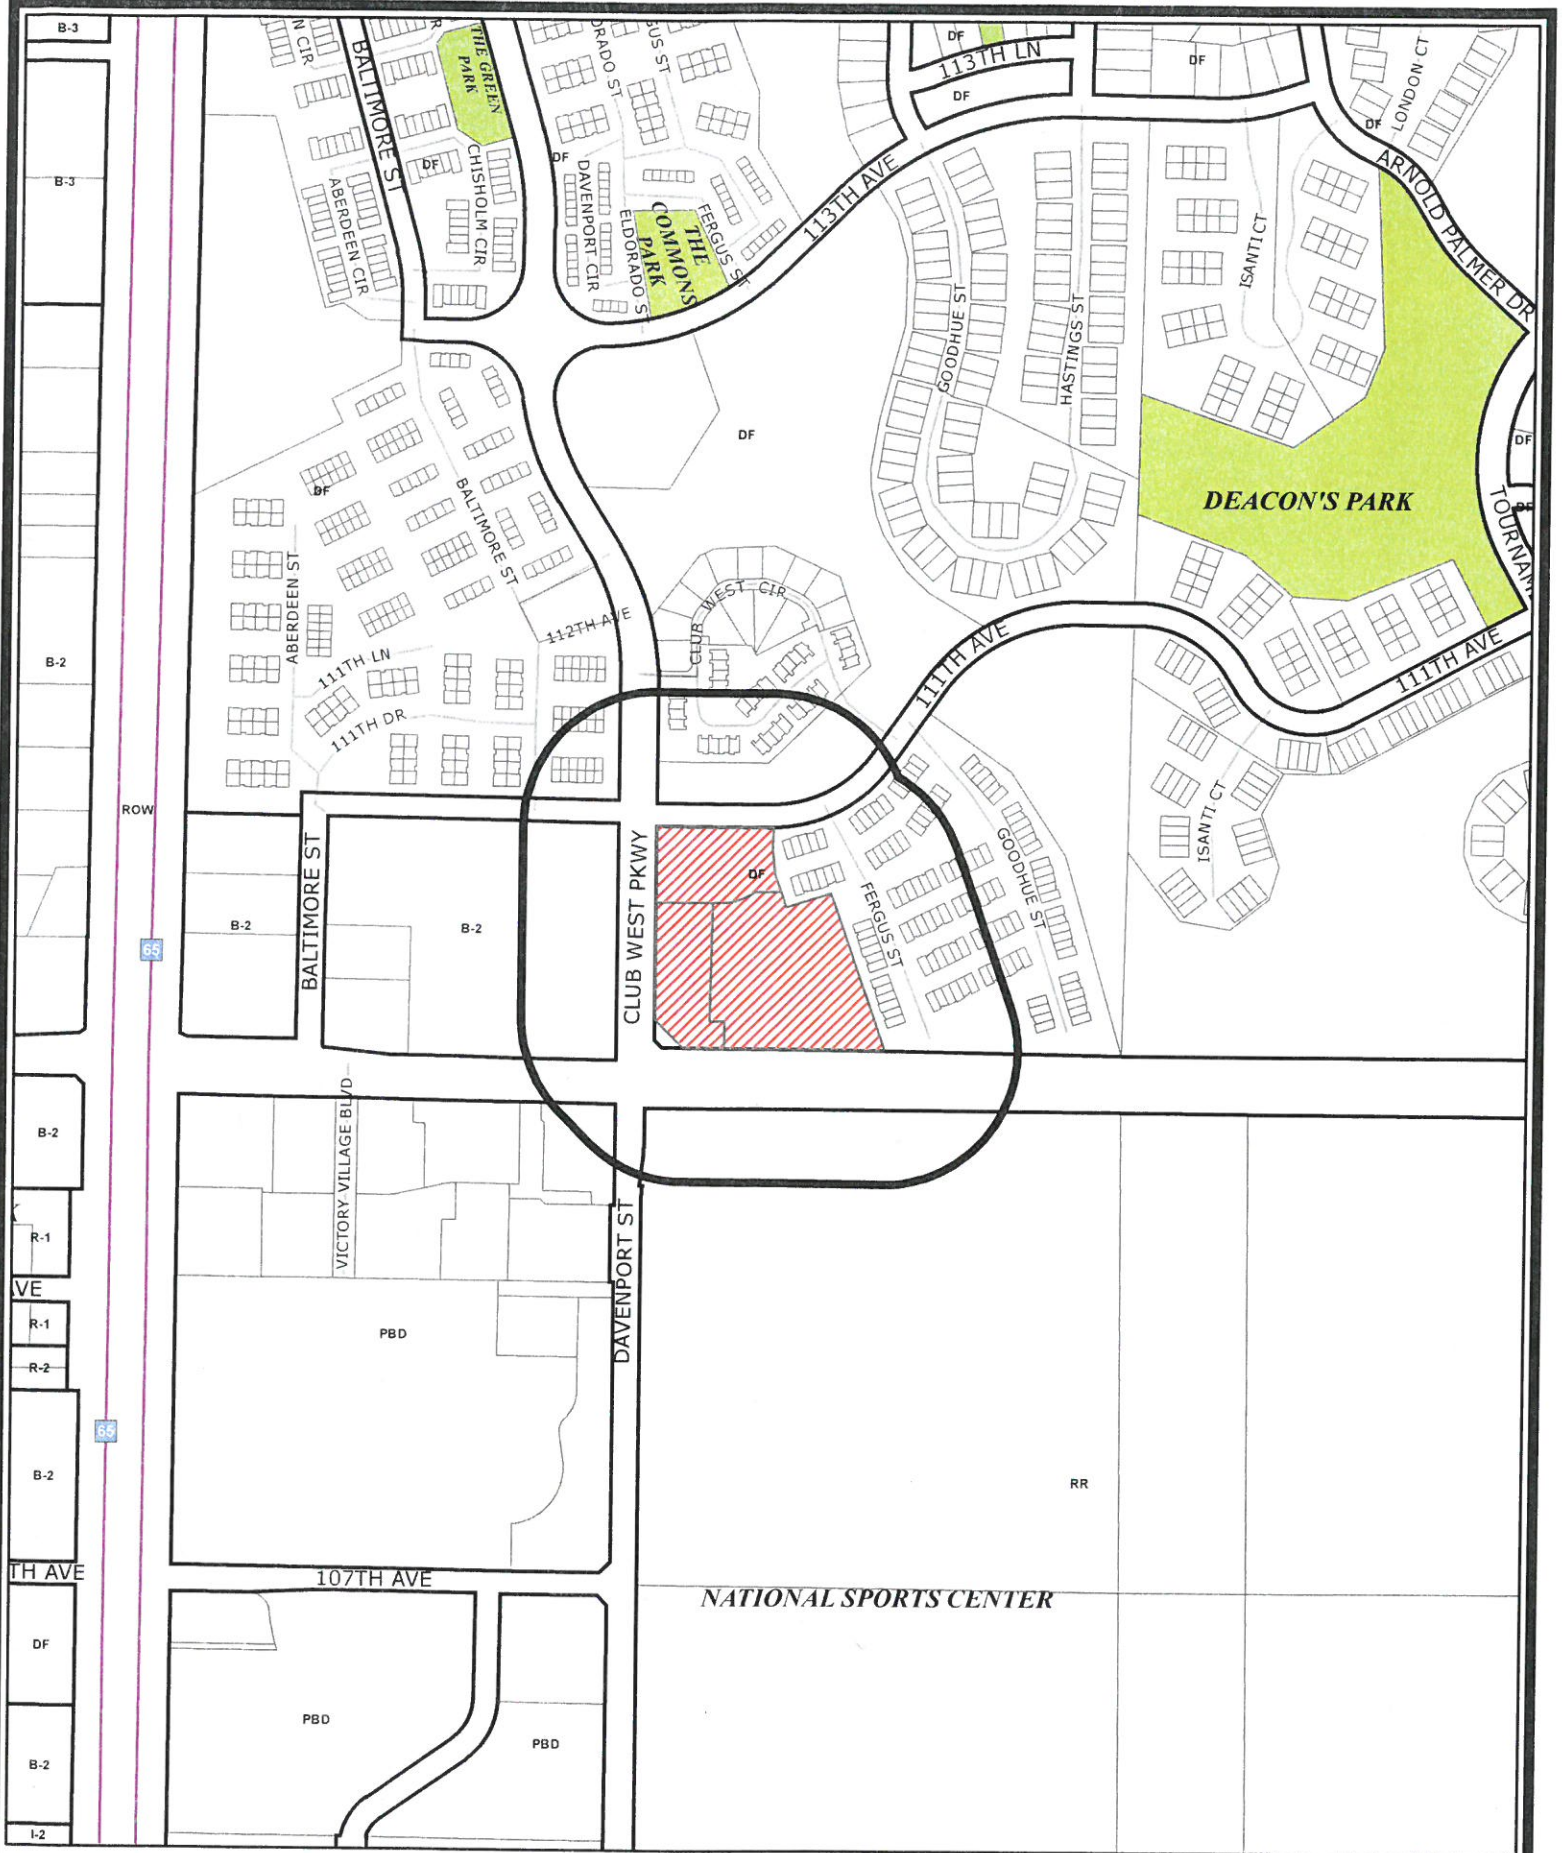 B-3
N CIR
BALTIMORE ST
R
THE GREEN
PARK
DORADO ST
GUS ST
DF
113TH LN
DF
DF
DF
LONDON CT
B-3
ABERDEEN CIR
DF
CHISHOLM CIR
DF
DAVENPORT CIR
ELDORADO ST
THE
COMMONS
PARK
FERGUS ST
113TH AVE
ARNOLD PALMER DR
ISANTI CT
GOODHUE ST
HASTINGS ST
DF
DF
DF
DEACON'S PARK
DF
TOURNAM
BALTIMORE ST
ABERDEEN ST
112TH AVE
CLUB WEST CIR
111TH AVE
111TH AVE
B-2
111TH LN
111TH DR
ROW
BALTIMORE ST
CLUB WEST PKWY
DF
FERGUS ST
GOODHUE ST
ISANTI CT
B-2
B-2
65
B-2
VICTORY VILLAGE BLVD
R-1
DAVENPORT ST
VE
R-1
PBD
R-2
65
B-2
RR
TH AVE
107TH AVE
NATIONAL SPORTS CENTER
DF
PBD
PBD
B-2
I-2